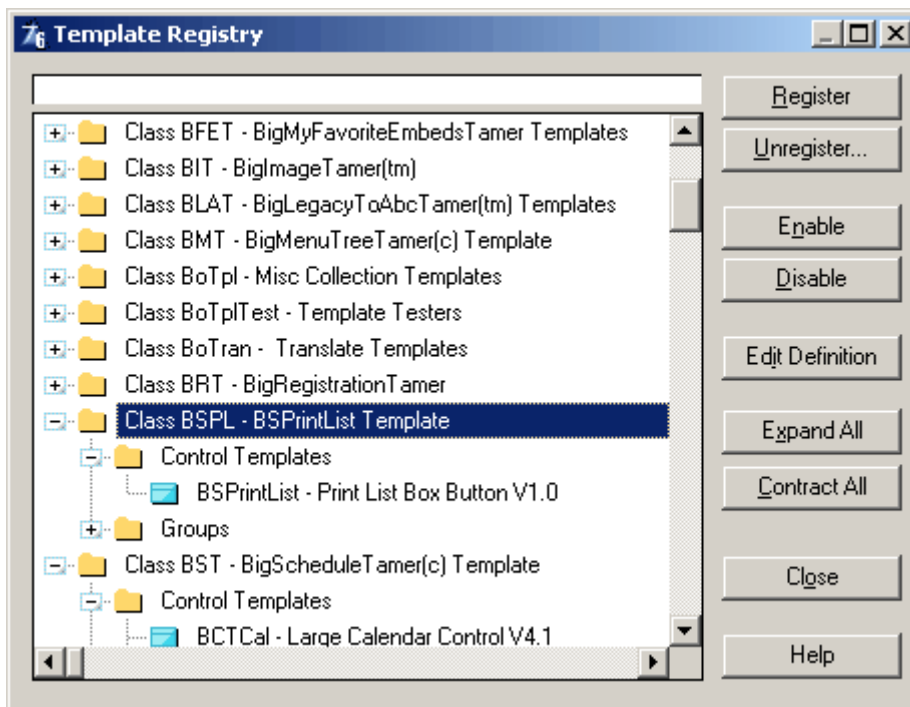 Template Registry
Class BFET - BigMyFavoriteEmbedsTamer Templates
Class BIT - BigImageTamer(tm)
Class BLAT - BigLegacyToAbcTamer(tm) Templates
Class BMT - BigMenuTreeTamer(c) Template
Class BoTpl - Misc Collection Templates
Class BoTplTest - Template Testers
Class BoTran - Translate Templates
Class BRT - BigRegistrationTamer
Class BSPL - BSPrintList Template
Control Templates
BSPrintList - Print List Box Button V1.0
Groups
Class BST - BigScheduleTamer(c) Template
Control Templates
BCTCal - Large Calendar Control V4.1
Register
Unregister...
Enable
Disable
Edit Definition
Expand All
Contract All
Close
Help